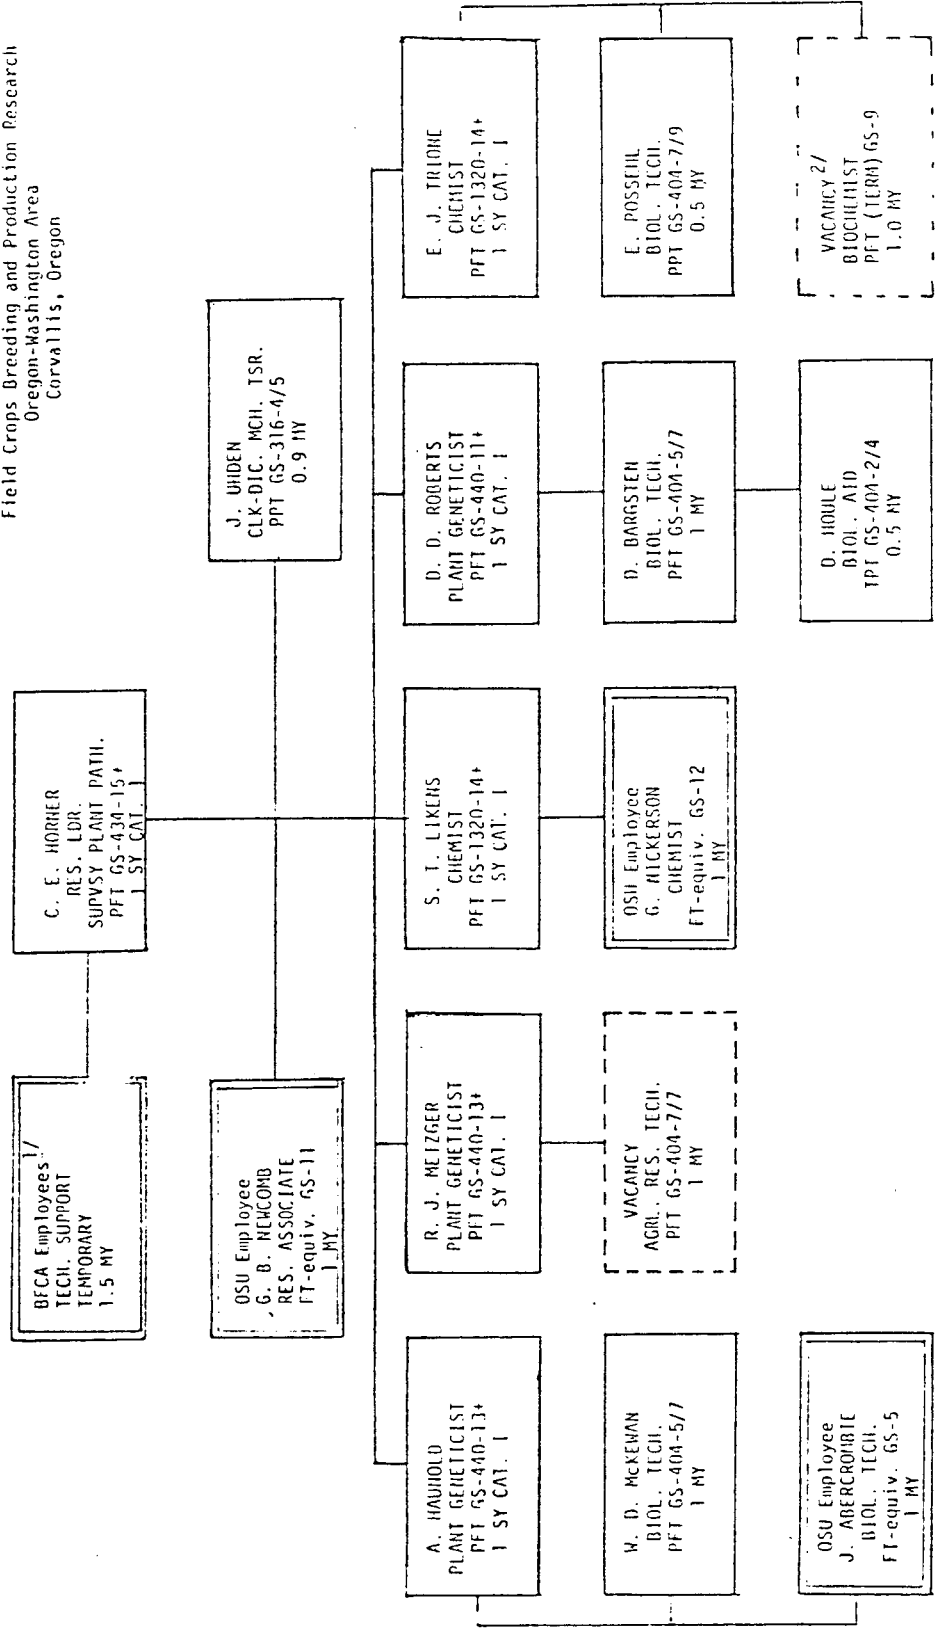 Field Crops Breeding and Production Research
Oregon-Washington Area
Corvallis, Oregon
BFCA Employees 1/
TECH. SUPPORT
TEMPORARY
1.5 MY
C. E. HORNER
RES. LDR.
SUPVSY PLANT PATH.
PFT GS-434-15+
1 SY CAT. 1
OSU Employee
G. B. NEWCOMB
RES. ASSOCIATE
FT-equiv. GS-11
1 MY
J. UHDEN
CLK-DIC. MCH. TSR.
PPT GS-316-4/5
0.9 MY
A. HAUNOLD
PLANT GENETICIST
PFT GS-440-13+
1 SY CAT. 1
R. J. METZGER
PLANT GENETICIST
PFT GS-440-13+
1 SY CAT. 1
S. T. LIKENS
CHEMIST
PFT GS-1320-14+
1 SY CAT. 1
D. D. ROBERTS
PLANT GENETICIST
PFT GS-440-11+
1 SY CAT. 1
E. J. TRIONE
CHEMIST
PFT GS-1320-14+
1 SY CAT. 1
W. D. McKEWAN
BIOL. TECH.
PFT GS-404-5/7
1 MY
VACANCY
AGRL. RES. TECH.
PFT GS-404-7/7
1 MY
OSU Employee
G. NICKERSON
CHEMIST
FT-equiv. GS-12
1 MY
D. BARGSTEN
BIOL. TECH.
PFT GS-404-5/7
1 MY
E. POSSEHL
BIOL. TECH.
PPT GS-404-7/9
0.5 MY
OSU Employee
J. ABERCROMBIE
BIOL. TECH.
FT-equiv. GS-5
1 MY
D. HOULE
BIOL. AID
TPT GS-404-2/4
0.5 MY
VACANCY 2/
BIOCHEMIST
PFT (TERM) GS-9
1.0 MY